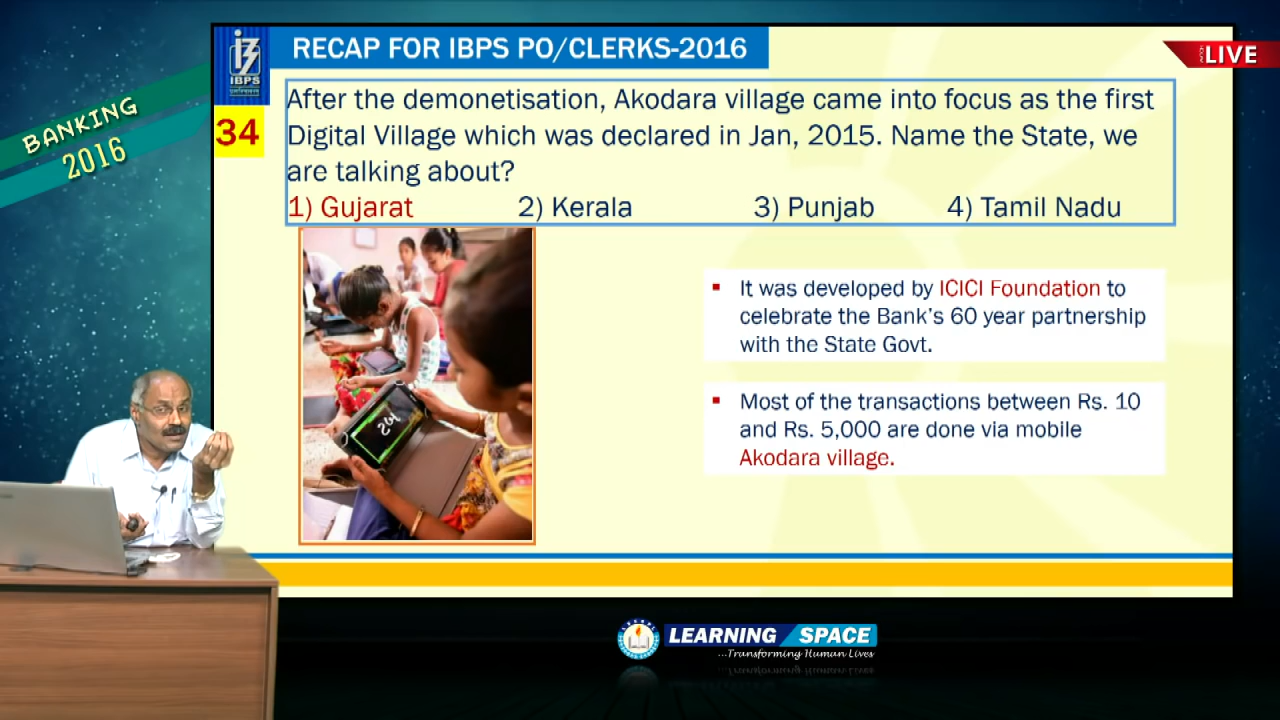 RECAP FOR IBPS PO/CLERKS-2016
LIVE
IBPS
BANKING
2016
34
After the demonetisation, Akodara village came into focus as the first
Digital Village which was declared in Jan, 2015. Name the State, we
are talking about?
1) Gujarat 2) Kerala 3) Punjab 4) Tamil Nadu
It was developed by ICICI Foundation to
celebrate the Bank's 60 year partnership
with the State Govt.
Most of the transactions between Rs. 10
and Rs. 5,000 are done via mobile
Akodara village.
LEARNING SPACE
...Transforming Human Lives